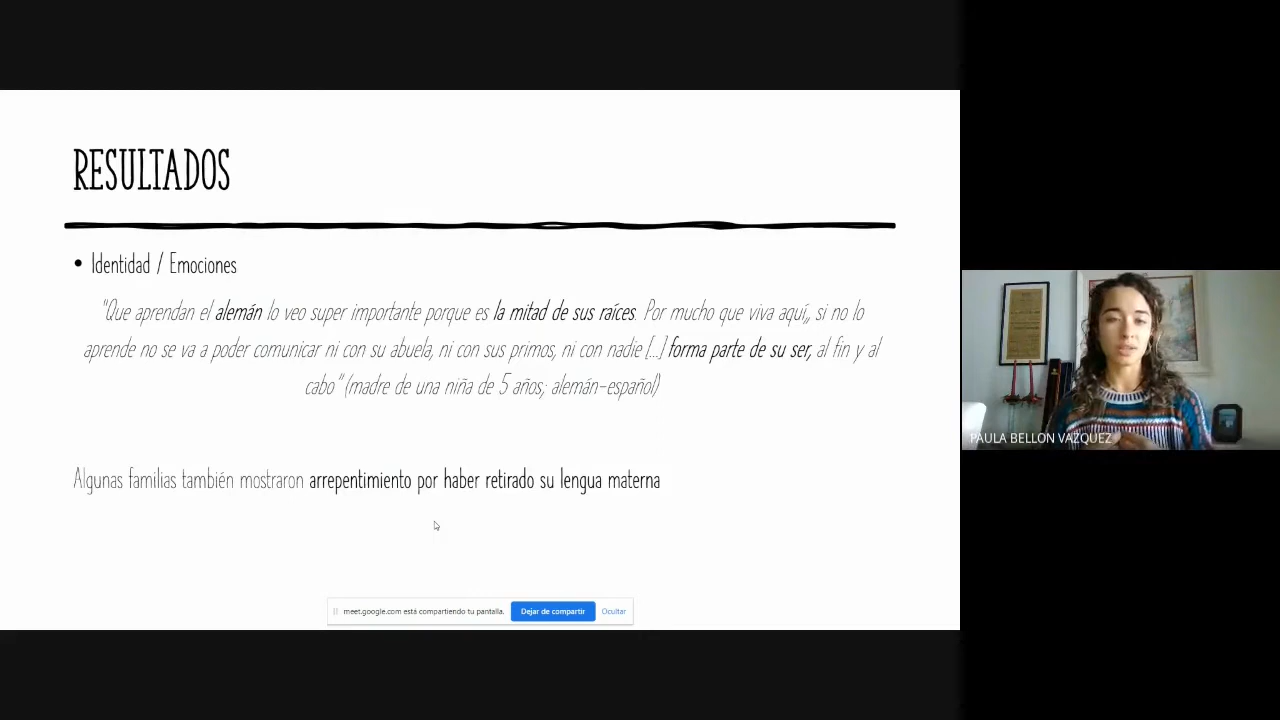 RESULTADOS
• Identidad / Emociones
"Que aprendan el alemán lo veo super importante porque es la mitad de sus raíces. Por mucho que viva aquí,, si no lo
aprende no se va a poder comunicar ni con su abuela, ni con sus primos, ni con nadie [...] forma parte de su ser, al fin y al
cabo" (madre de una niña de 5 años; alemán-español)
Algunas familias también mostraron arrepentimiento por haber retirado su lengua materna
meet.google.com está compartiendo tu pantalla. Dejar de compartir Ocultar
PAULA BELLON VAZQUEZ